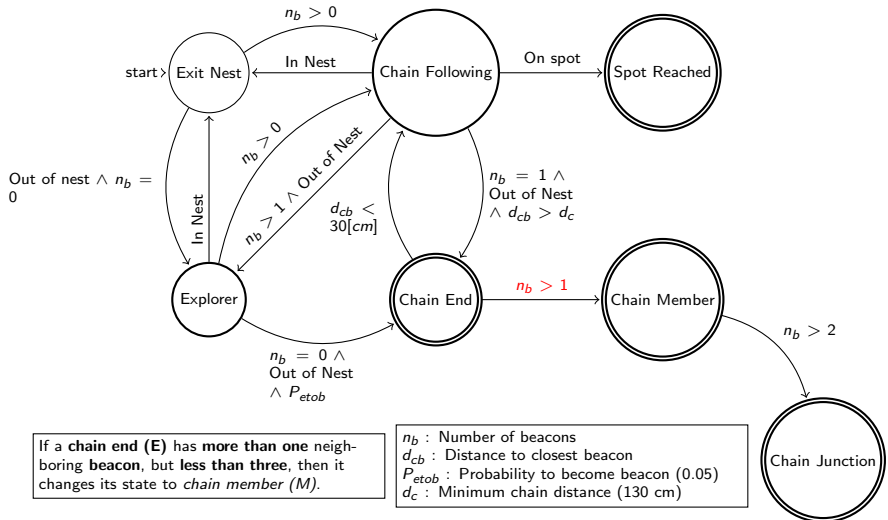 n_b > 0
start
Exit Nest
In Nest
Chain Following
On spot
Spot Reached
Out of nest ∧ n_b =
0
In Nest
n_b > 0
n_b > 1 ∧ Out of Nest
d_cb <
30[cm]
n_b = 1 ∧
Out of Nest
∧ d_cb > d_c
Explorer
Chain End
n_b > 1
Chain Member
n_b > 2
n_b = 0 ∧
Out of Nest
∧ P_etob
Chain Junction
If a chain end (E) has more than one neigh-
boring beacon, but less than three, then it
changes its state to chain member (M).
n_b : Number of beacons
d_cb : Distance to closest beacon
P_etob : Probability to become beacon (0.05)
d_c : Minimum chain distance (130 cm)